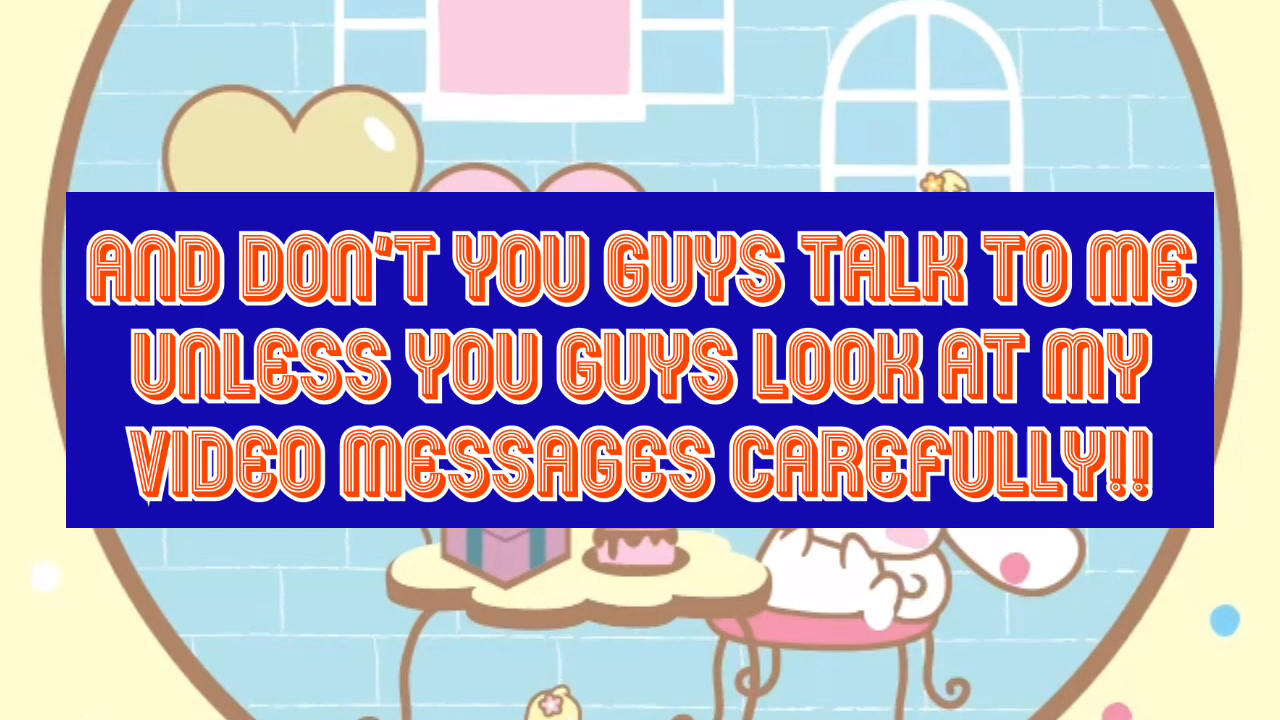 AND DON'T YOU GUYS TALK TO ME
UNLESS YOU GUYS LOOK AT MY
VIDEO MESSAGES CAREFULLY!!